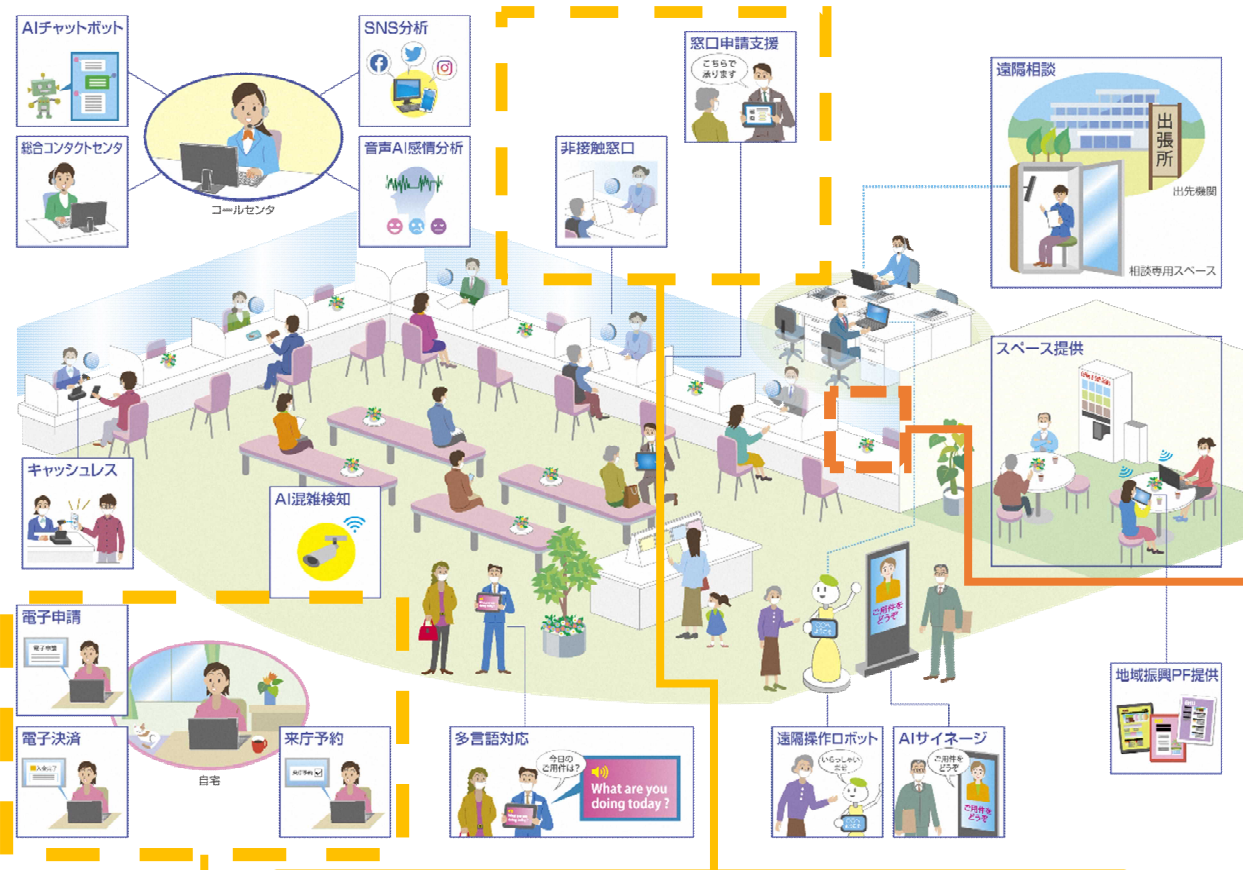 AIチャットボット
SNS分析
総合コンタクトセンタ
音声AI感情分析
コールセンタ
窓口申請支援
こちらで
承ります
非接触窓口
遠隔相談
出張所
出先機関
相談専用スペース
スペース提供
キャッシュレス
AI混雑検知
電子申請
電子申請
電子決済
自宅
来庁予約
来庁予約
多言語対応
今日の
ご用件は?
What are you
doing today ?
ご用件を
どうぞ
遠隔操作ロボット
いらっしゃい
ませ
AIサイネージ
ご用件を
どうぞ
ご用件を
どうぞ
地域振興PF提供